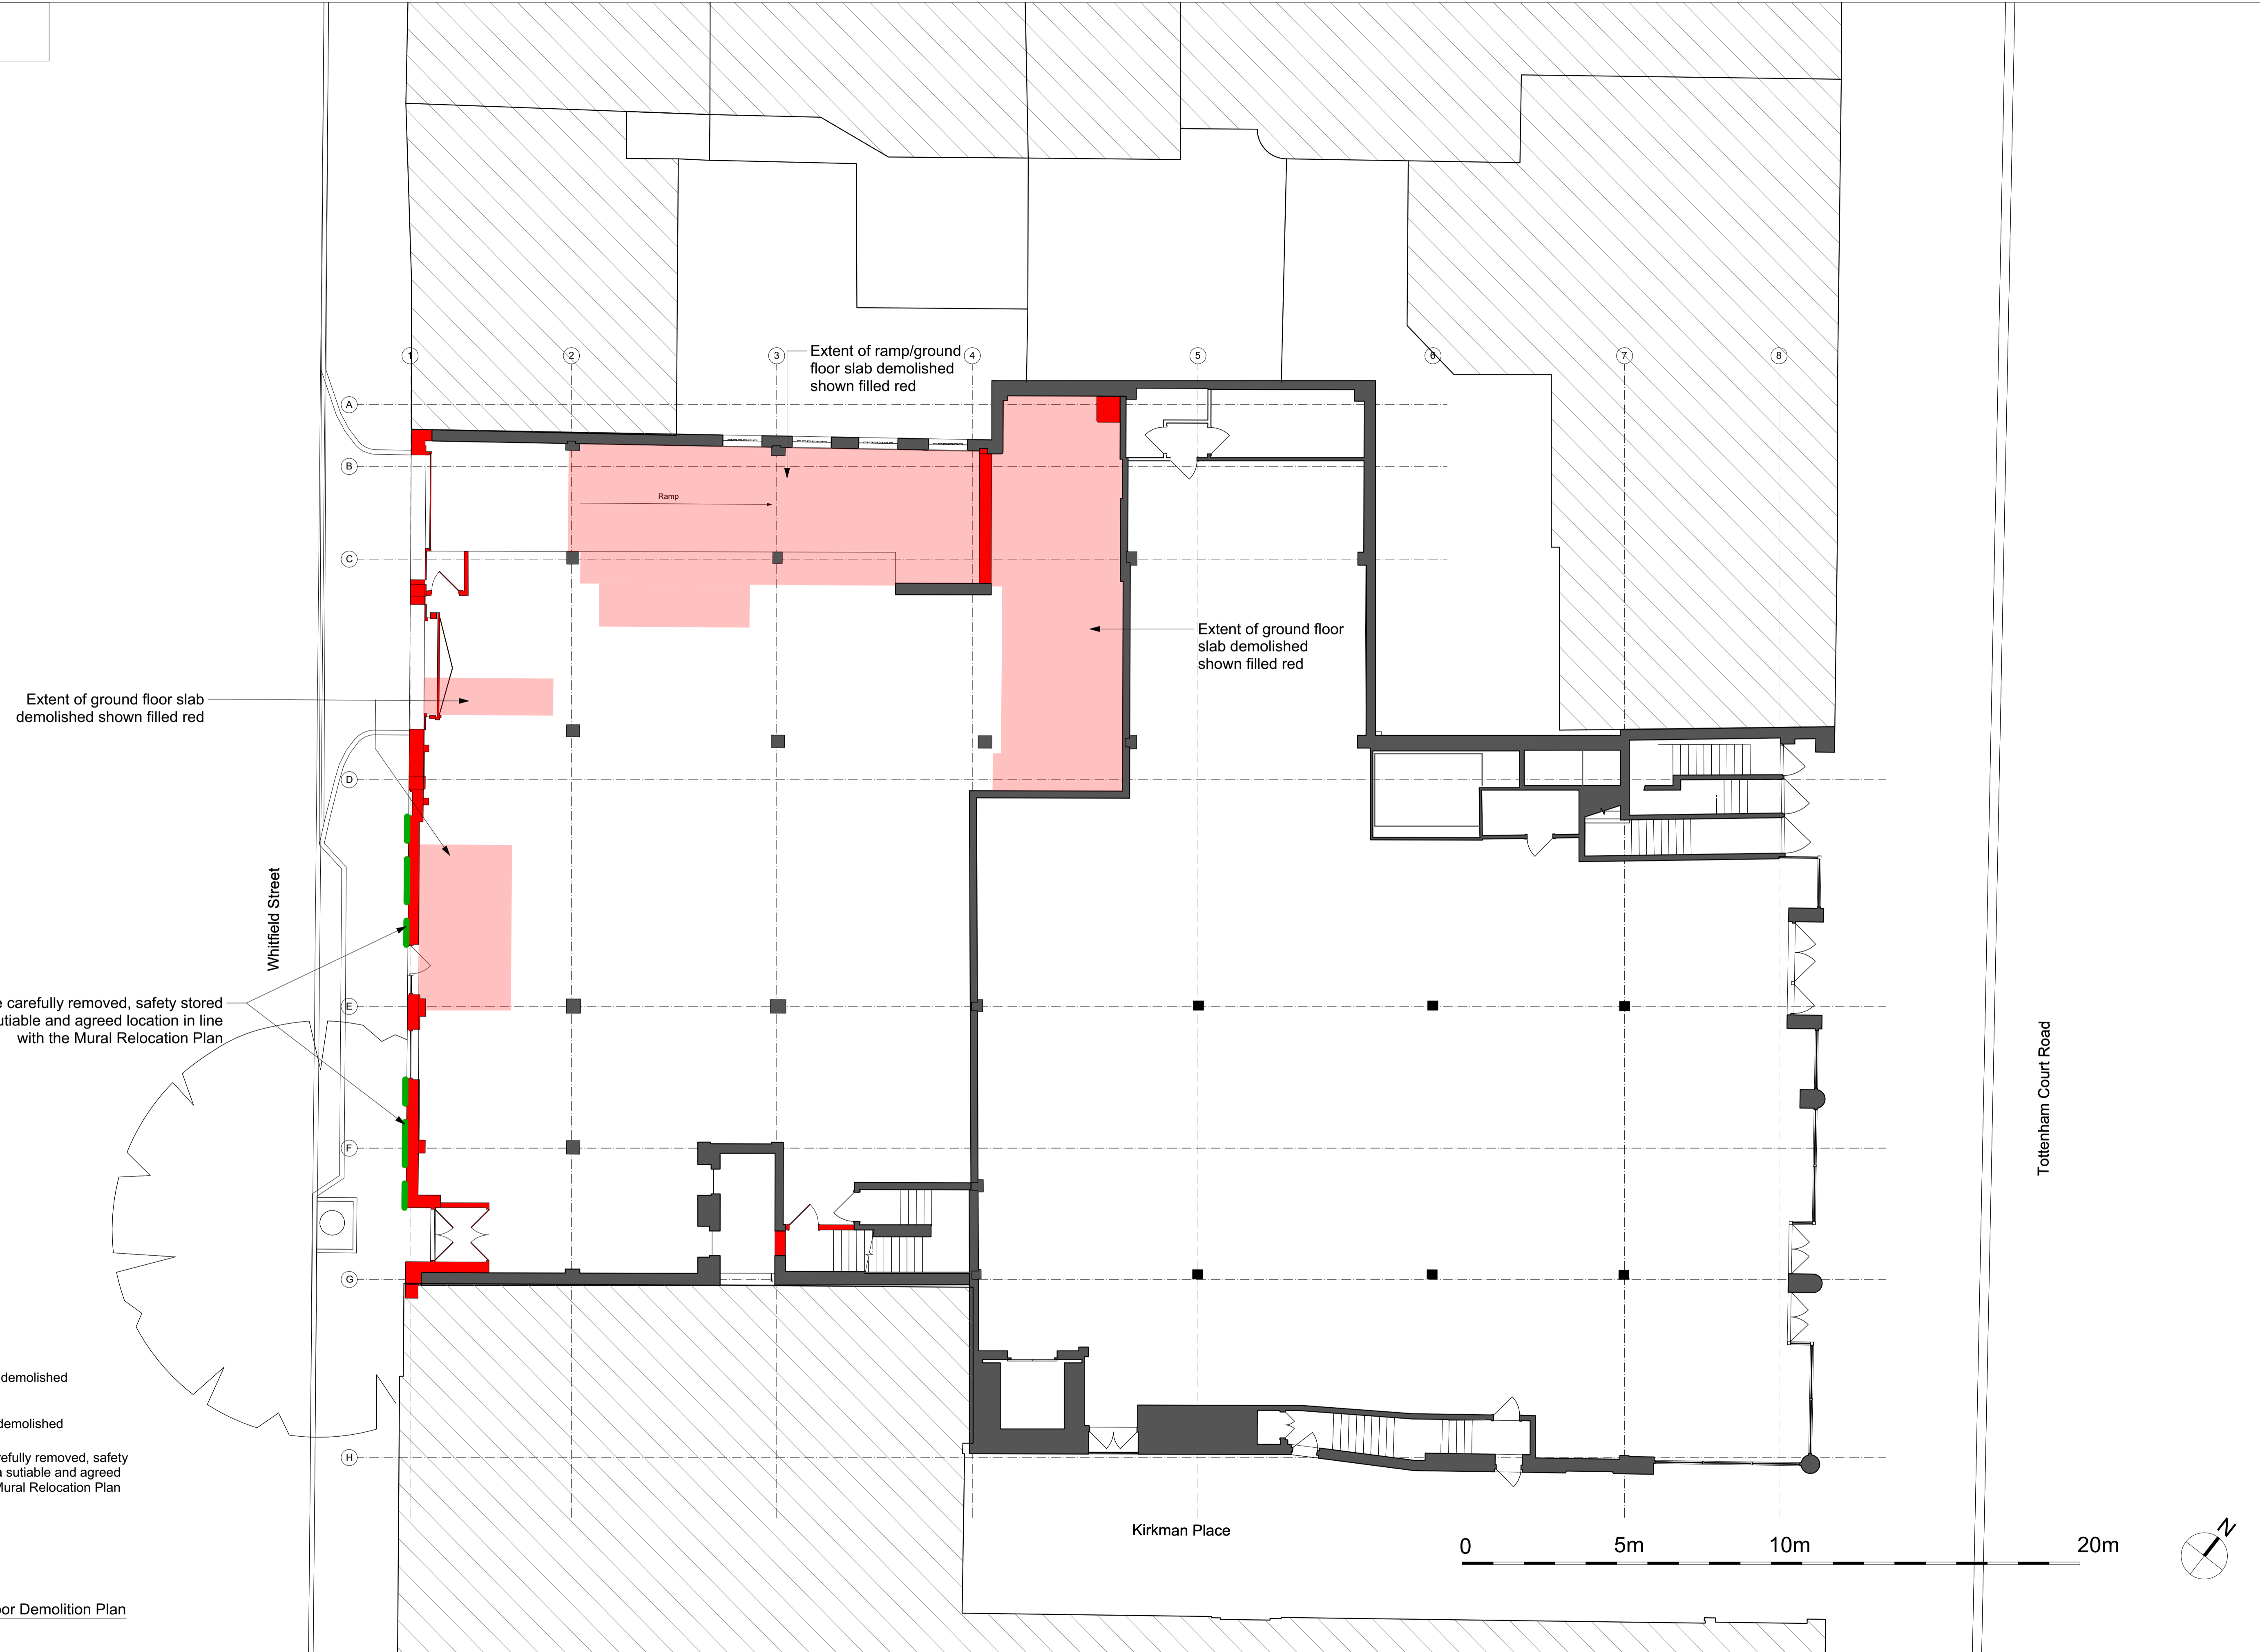 1
2
3
4
5
6
7
8
A
B
C
D
E
F
G
H
Extent of ramp/ground
floor slab demolished
shown filled red
Ramp
Extent of ground floor
slab demolished
shown filled red
Extent of ground floor slab
demolished shown filled red
Whitfield Street
carefully removed, safety stored
and agreed location in line
with the Mural Relocation Plan
Tottenham Court Road
demolished
demolished
removed, safety
sutiable and agreed
Mural Relocation Plan
Kirkman Place
0
5m
10m
20m
N
Demolition Plan